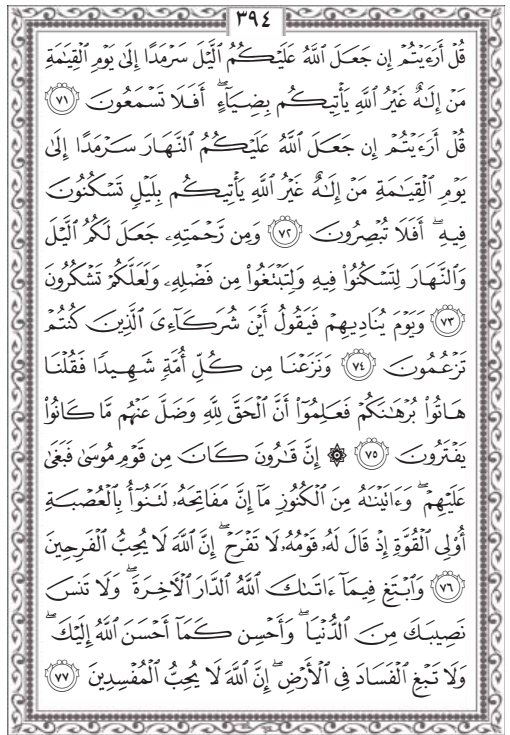 ٣٩٤
قُلْ أَرَءَيْتُمْ إِن جَعَلَ ٱللَّهُ عَلَيْكُمُ ٱلَّيْلَ سَرْمَدًا إِلَىٰ يَوْمِ ٱلْقِيَٰمَةِ
مَنْ إِلَٰهٌ غَيْرُ ٱللَّهِ يَأْتِيكُم بِضِيَآءٍ ۖ أَفَلَا تَسْمَعُونَ ٧١
قُلْ أَرَءَيْتُمْ إِن جَعَلَ ٱللَّهُ عَلَيْكُمُ ٱلنَّهَارَ سَرْمَدًا إِلَىٰ
يَوْمِ ٱلْقِيَٰمَةِ مَنْ إِلَٰهٌ غَيْرُ ٱللَّهِ يَأْتِيكُم بِلَيْلٍ تَسْكُنُونَ
فِيهِ ۖ أَفَلَا تُبْصِرُونَ ٧٢ وَمِن رَّحْمَتِهِۦ جَعَلَ لَكُمُ ٱلَّيْلَ
وَٱلنَّهَارَ لِتَسْكُنُوا۟ فِيهِ وَلِتَبْتَغُوا۟ مِن فَضْلِهِۦ وَلَعَلَّكُمْ تَشْكُرُونَ
٧٣ وَيَوْمَ يُنَادِيهِمْ فَيَقُولُ أَيْنَ شُرَكَآءِىَ ٱلَّذِينَ كُنتُمْ
تَزْعُمُونَ ٧٤ وَنَزَعْنَا مِن كُلِّ أُمَّةٍ شَهِيدًا فَقُلْنَا
هَاتُوا۟ بُرْهَٰنَكُمْ فَعَلِمُوٓا۟ أَنَّ ٱلْحَقَّ لِلَّهِ وَضَلَّ عَنْهُم مَّا كَانُوا۟
يَفْتَرُونَ ٧٥ ۞ إِنَّ قَٰرُونَ كَانَ مِن قَوْمِ مُوسَىٰ فَبَغَىٰ
عَلَيْهِمْ ۖ وَءَاتَيْنَٰهُ مِنَ ٱلْكُنُوزِ مَآ إِنَّ مَفَاتِحَهُۥ لَتَنُوٓأُ بِٱلْعُصْبَةِ
أُو۟لِى ٱلْقُوَّةِ إِذْ قَالَ لَهُۥ قَوْمُهُۥ لَا تَفْرَحْ ۖ إِنَّ ٱللَّهَ لَا يُحِبُّ ٱلْفَرِحِينَ
٧٦ وَٱبْتَغِ فِيمَآ ءَاتَىٰكَ ٱللَّهُ ٱلدَّارَ ٱلْءَاخِرَةَ ۖ وَلَا تَنسَ
نَصِيبَكَ مِنَ ٱلدُّنْيَا ۖ وَأَحْسِن كَمَآ أَحْسَنَ ٱللَّهُ إِلَيْكَ ۖ
وَلَا تَبْغِ ٱلْفَسَادَ فِى ٱلْأَرْضِ ۖ إِنَّ ٱللَّهَ لَا يُحِبُّ ٱلْمُفْسِدِينَ ٧٧